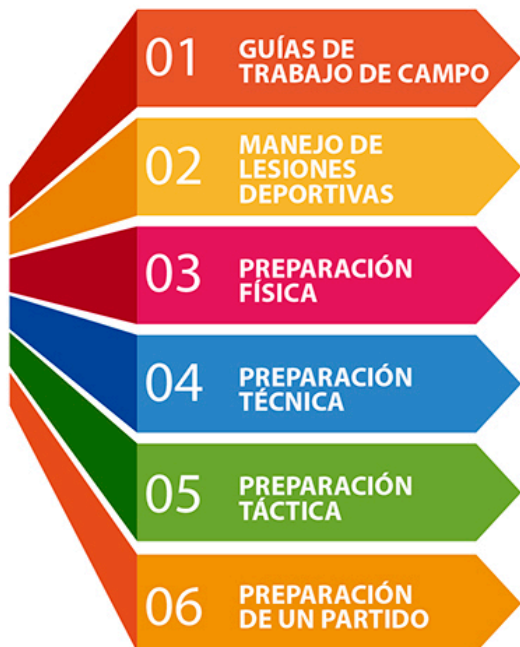 01 GUÍAS DE
TRABAJO DE CAMPO
02 MANEJO DE
LESIONES
DEPORTIVAS
03 PREPARACIÓN
FÍSICA
04 PREPARACIÓN
TÉCNICA
05 PREPARACIÓN
TÁCTICA
06 PREPARACIÓN
DE UN PARTIDO